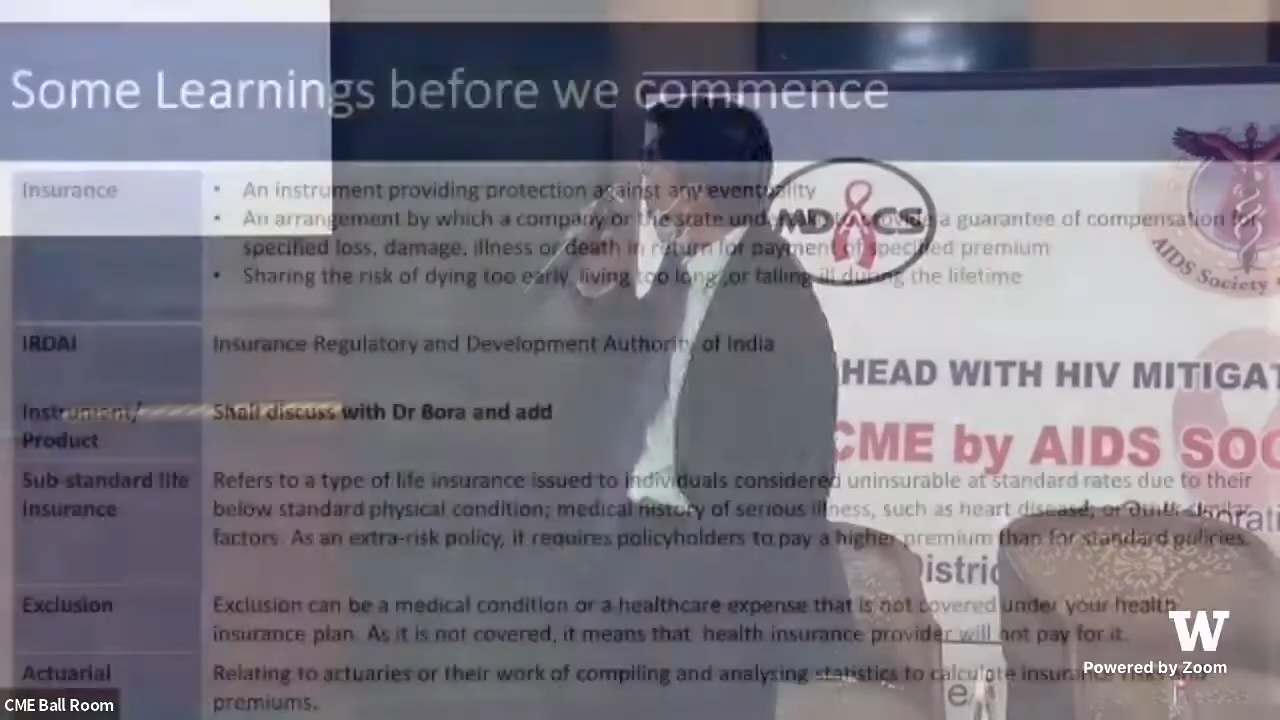 Some Learnings before we commence
Insurance
• An instrument providing protection against any eventuality
• An arrangement by which a company or the state undertakes to provide a guarantee of compensation for
specified loss, damage, illness or death in return for payment of specified premium
• Sharing the risk of dying too early, living too long ,or falling ill during the lifetime
MDACS
AIDS Society
IRDAI
Insurance Regulatory and Development Authority of India
HEAD WITH HIV MITIGAT
Instrument/
Product
Shall discuss with Dr Bora and add
CME by AIDS SOC
Sub-standard life
Insurance
Refers to a type of life insurance issued to individuals considered uninsurable at standard rates due to their
below standard physical condition; medical history of serious illness, such as heart disease; or
factors. As an extra-risk policy, it requires policyholders to pay a higher premium than for standard policies.
Distric
Exclusion
Exclusion can be a medical condition or a healthcare expense that is not covered under your health
insurance plan. As it is not covered, it means that health insurance provider will not pay for it.
Actuarial
Relating to actuaries or their work of compiling and analysing statistics to calculate insurance
premiums.
W
Powered by Zoom
CME Ball Room